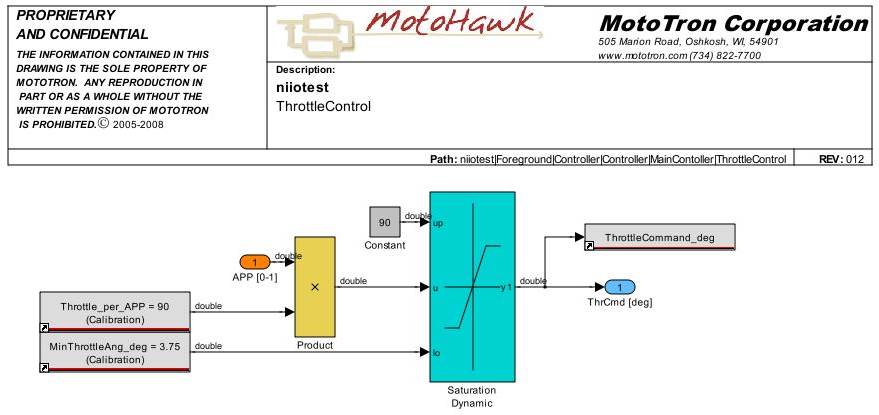 PROPRIETARY
AND CONFIDENTIAL
THE INFORMATION CONTAINED IN THIS
DRAWING IS THE SOLE PROPERTY OF
MOTOTRON. ANY REPRODUCTION IN
PART OR AS A WHOLE WITHOUT THE
WRITTEN PERMISSION OF MOTOTRON
IS PROHIBITED.© 2005-2008
MotoHawk
MotoTron Corporation
505 Marion Road, Oshkosh, WI, 54901
www.mototron.com (734) 822-7700
Description:
niiotest
ThrottleControl
Path: niiotest|Foreground|Controller|Controller|MainContoller|ThrottleControl
REV: 012
90
Constant
double
up
ThrottleCommand_deg
1
APP [0-1]
double
×
Product
double
u
y1
double
1
ThrCmd [deg]
Throttle_per_APP = 90
(Calibration)
double
MinThrottleAng_deg = 3.75
(Calibration)
double
lo
Saturation
Dynamic